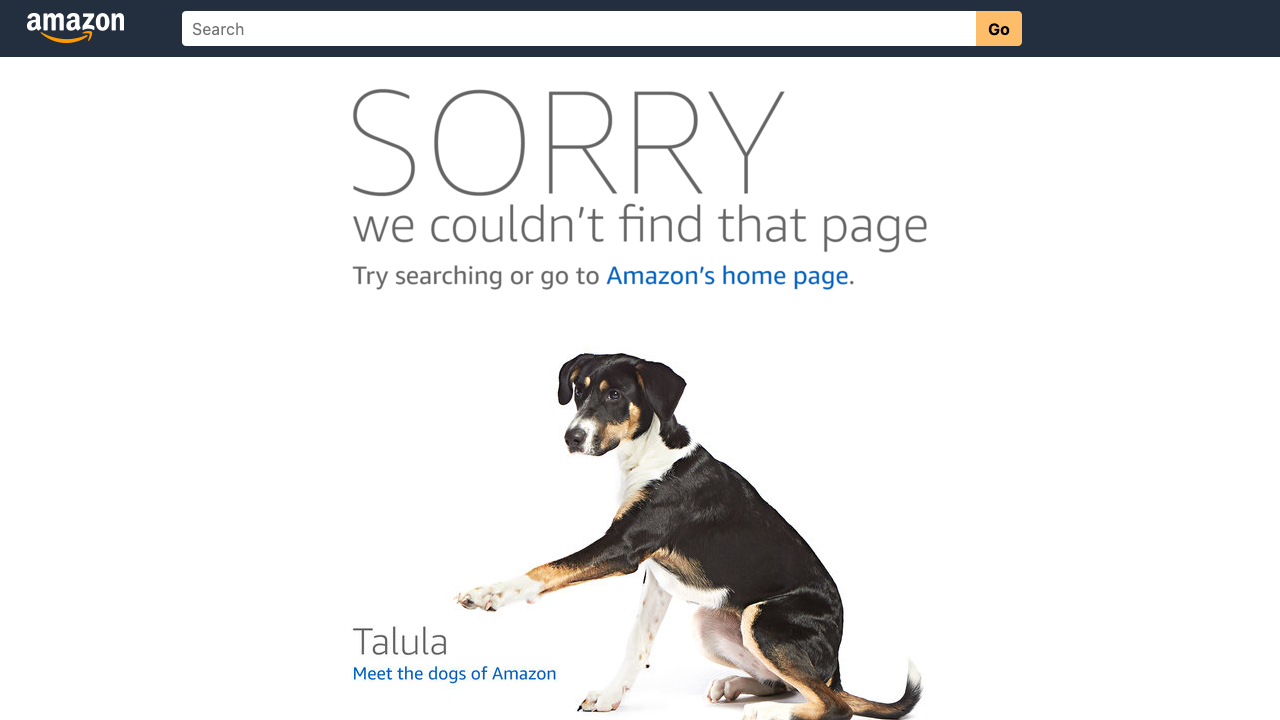 amazon
Search
Go
SORRY
we couldn't find that page
Try searching or go to Amazon's home page.
Talula
Meet the dogs of Amazon